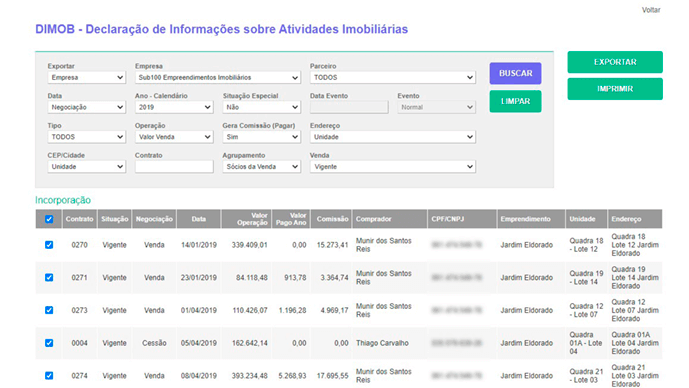 Voltar
DIMOB - Declaração de Informações sobre Atividades Imobiliárias
Exportar Empresa Parceiro
Empresa Sub100 Empreendimentos Imobiliários TODOS BUSCAR EXPORTAR
Data Ano - Calendário Situação Especial Data Evento Evento
Negociação 2019 Não Normal LIMPAR IMPRIMIR
Tipo Operação Gera Comissão (Pagar) Endereço
TODOS Valor Venda Sim Unidade
CEP/Cidade Contrato Agrupamento Venda
Unidade Sócios da Venda Vigente
Incorporação
Contrato Situação Negociação Data Valor Operação Valor Pago Ano Comissão Comprador CPF/CNPJ Emprendimento Unidade Endereço
0270 Vigente Venda 14/01/2019 339.409,01 0,00 15.273,41 Munir dos Santos Reis Jardim Eldorado Quadra 18 - Lote 12 Quadra 18 Lote 12 Jardim Eldorado
0271 Vigente Venda 23/01/2019 84.118,48 913,78 3.364,74 Munir dos Santos Reis Jardim Eldorado Quadra 19 - Lote 14 Quadra 19 Lote 14 Jardim Eldorado
0273 Vigente Venda 01/04/2019 110.426,07 1.196,28 4.969,17 Munir dos Santos Reis Jardim Eldorado Quadra 12 - Lote 07 Quadra 12 Lote 07 Jardim Eldorado
0004 Vigente Cessão 05/04/2019 162.642,14 0,00 0,00 Thiago Carvalho Jardim Eldorado Quadra 01A - Lote 04 Quadra 01A Lote 04 Jardim Eldorado
0274 Vigente Venda 08/04/2019 393.234,48 5.268,93 17.695,55 Munir dos Santos Reis Jardim Eldorado Quadra 21 - Lote 03 Quadra 21 Lote 03 Jardim Eldorado